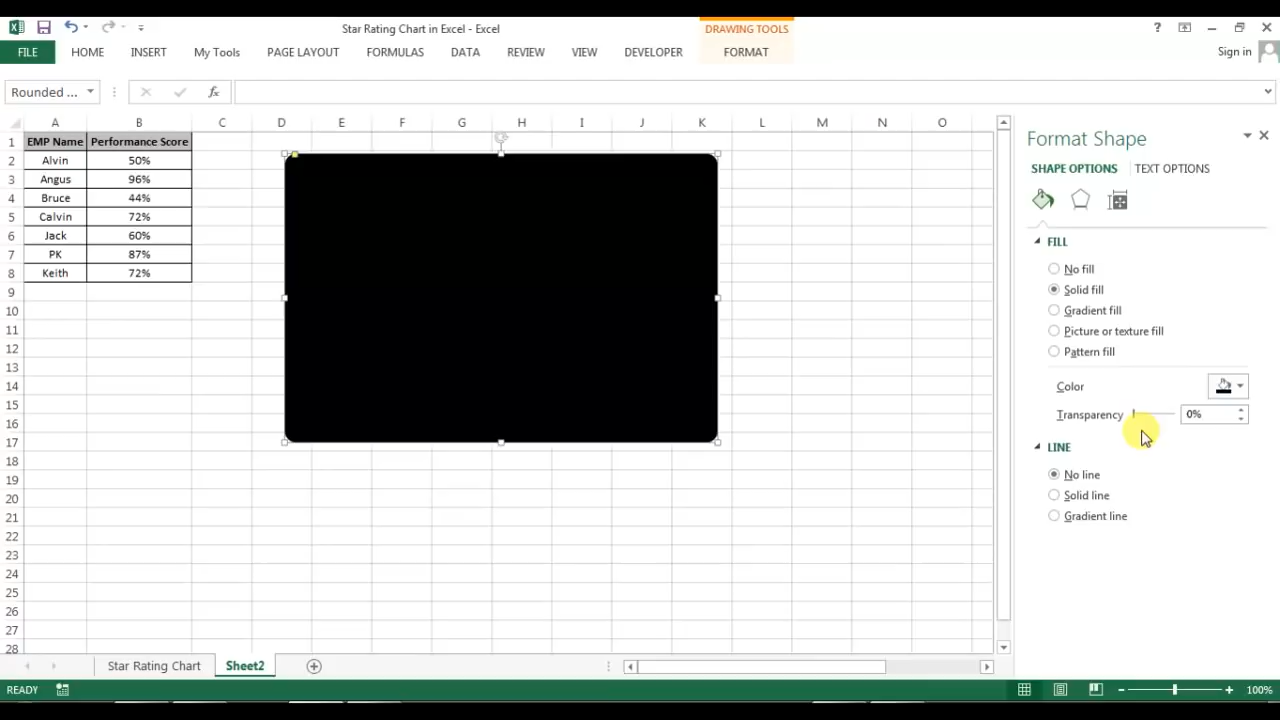 Star Rating Chart in Excel - Excel
DRAWING TOOLS
?
FILE HOME INSERT My Tools PAGE LAYOUT FORMULAS DATA REVIEW VIEW DEVELOPER FORMAT Sign in
Rounded ... fx
A B C D E F G H I J K L M N O
1 EMP Name Performance Score
2 Alvin 50%
3 Angus 96%
4 Bruce 44%
5 Calvin 72%
6 Jack 60%
7 PK 87%
8 Keith 72%
9
10
11
12
13
14
15
16
17
18
19
20
21
22
23
24
25
26
27
28
Format Shape
SHAPE OPTIONS TEXT OPTIONS
FILL
No fill
Solid fill
Gradient fill
Picture or texture fill
Pattern fill
Color
Transparency 0%
LINE
No line
Solid line
Gradient line
Star Rating Chart Sheet2
READY 100%